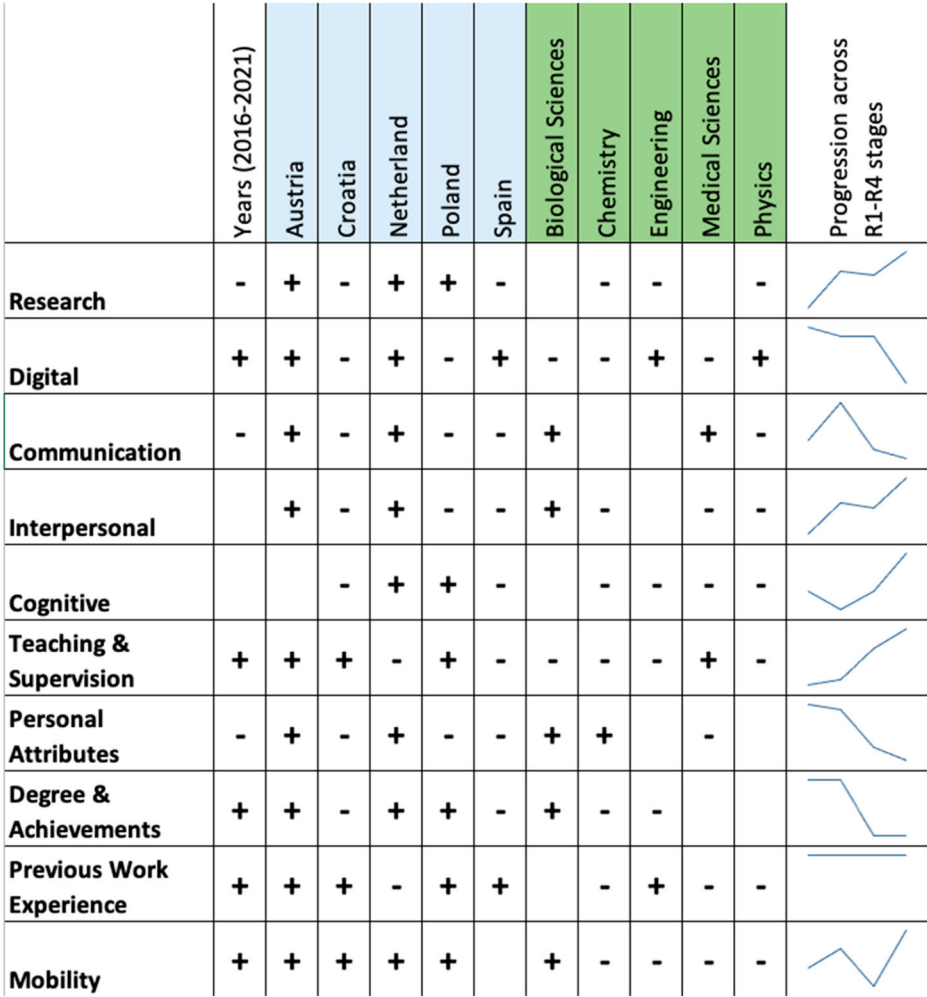 Years (2016-2021)
Austria
Croatia
Netherland
Poland
Spain
Biological Sciences
Chemistry
Engineering
Medical Sciences
Physics
Progression across
R1-R4 stages
Research - + - + + - - - -
Digital + + - + - + - - + - +
Communication - + - + - - + + -
Interpersonal + - + - - + - - -
Cognitive - + + - - - - -
Teaching &
Supervision + + + - + - - - - + -
Personal
Attributes - + - + - - + + -
Degree &
Achievements + + - + + - + - -
Previous Work
Experience + + + - + + - + - -
Mobility + + + + + + - - - -